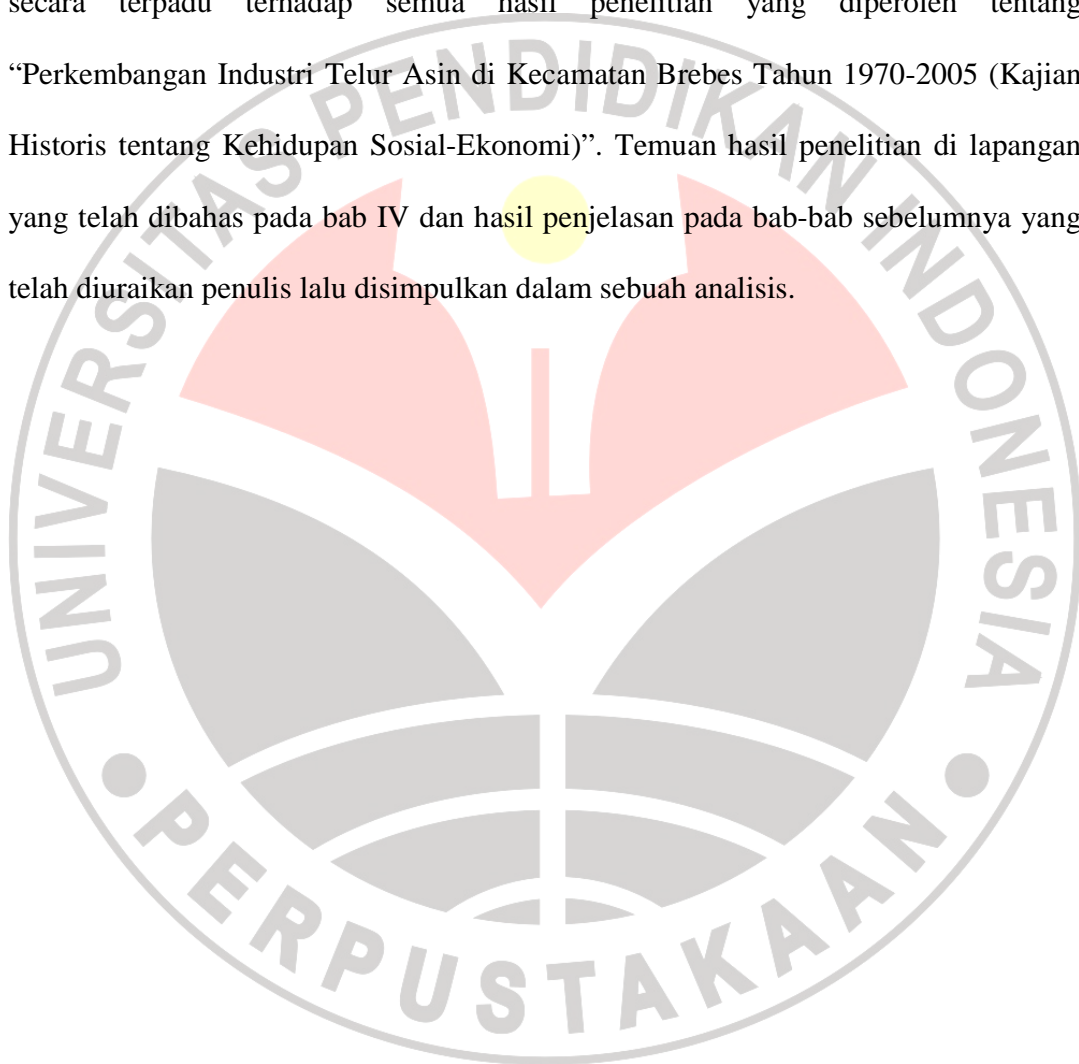 secara terpadu terhadap semua hasil penelitian yang diperoleh tentang
“Perkembangan Industri Telur Asin di Kecamatan Brebes Tahun 1970-2005 (Kajian
Historis tentang Kehidupan Sosial-Ekonomi)”. Temuan hasil penelitian di lapangan
yang telah dibahas pada bab IV dan hasil penjelasan pada bab-bab sebelumnya yang
telah diuraikan penulis lalu disimpulkan dalam sebuah analisis.
UNIVERSITAS PENDIDIKAN INDONESIA
PERPUSTAKAAN